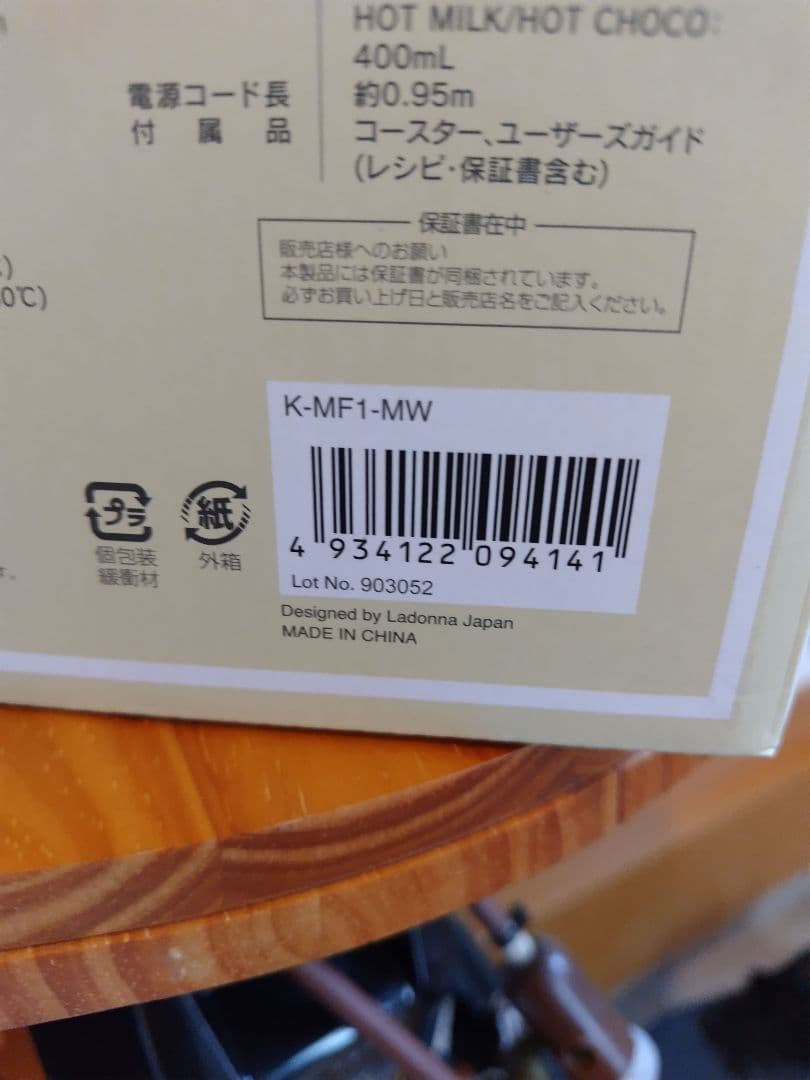 HOT MILK/HOT CHOCO:
400mL
電源コード長 約0.95m
付属品 コースター、ユーザーズガイド
(レシピ・保証書含む)
保証書在中
販売店様へのお願い
本製品には保証書が同梱されています。
必ずお買い上げ日と販売店名をご記入ください。
0℃)
K-MF1-MW
4 934122 094141
Lot No. 903052
Designed by Ladonna Japan
MADE IN CHINA
プラ
個包装
緩衝材
紙
外箱